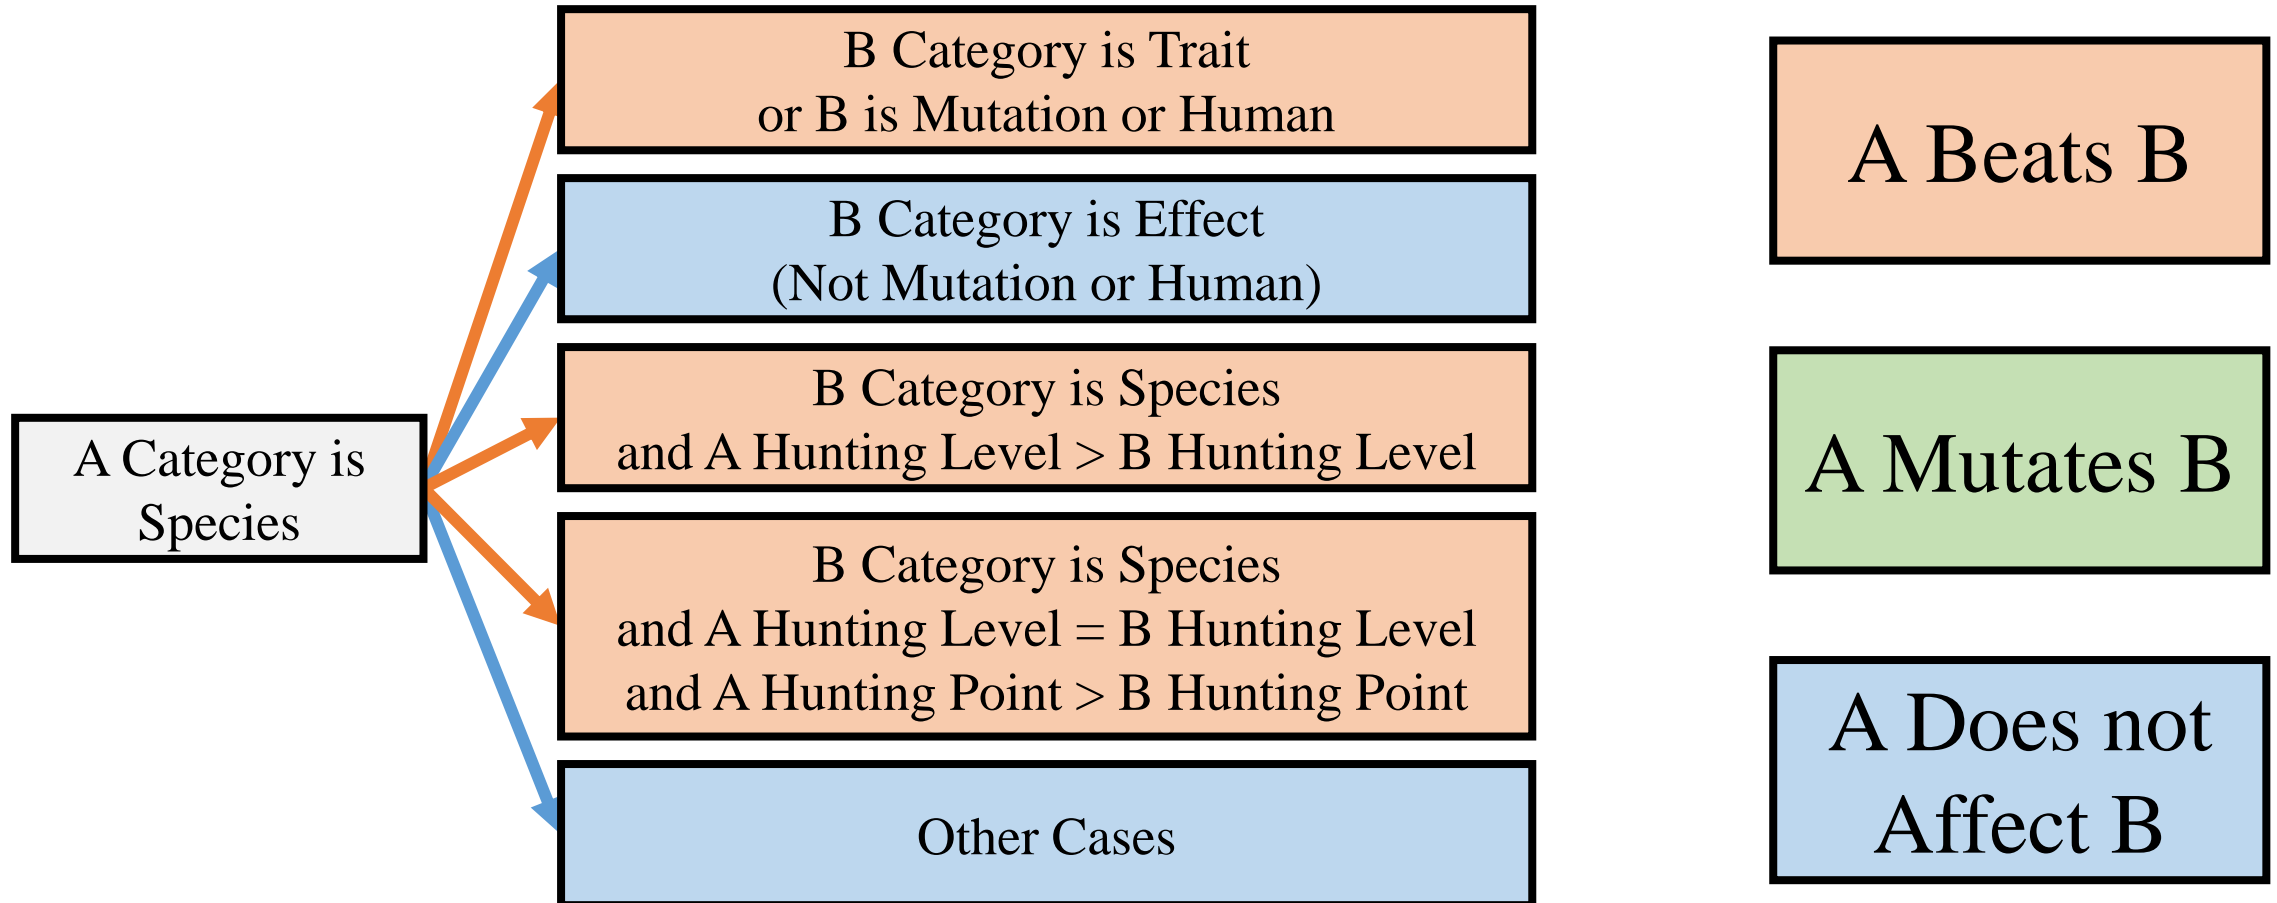 A Category is
Species
B Category is Trait
or B is Mutation or Human
B Category is Effect
(Not Mutation or Human)
B Category is Species
and A Hunting Level > B Hunting Level
B Category is Species
and A Hunting Level = B Hunting Level
and A Hunting Point > B Hunting Point
Other Cases
A Beats B
A Mutates B
A Does not
Affect B